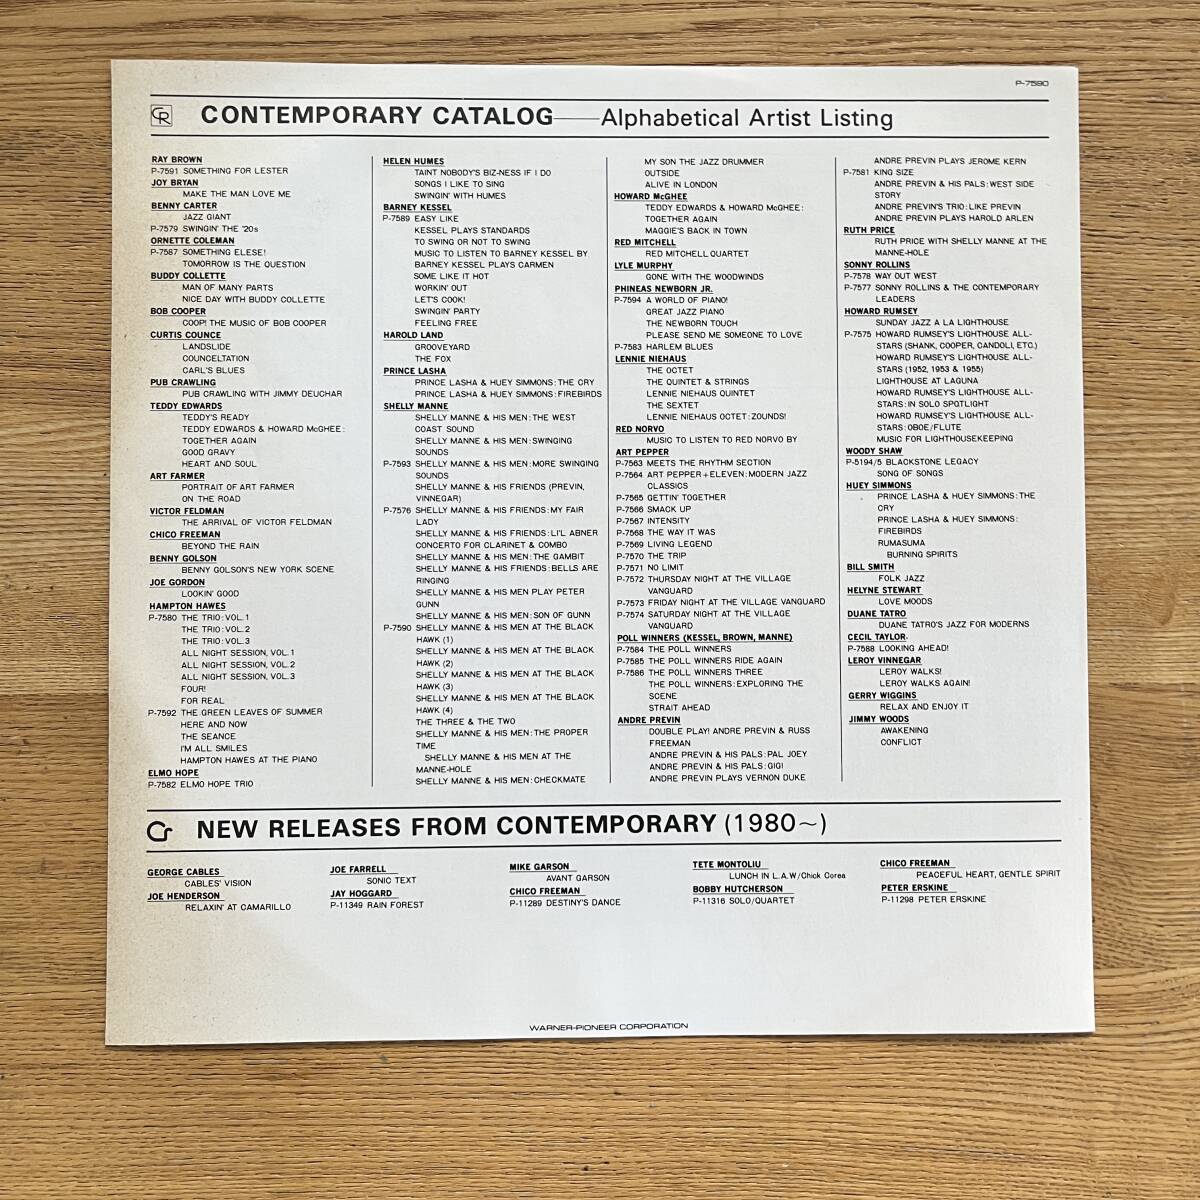 P-7590
CR CONTEMPORARY CATALOG——Alphabetical Artist Listing
RAY BROWN
P-7591 SOMETHING FOR LESTER
JOY BRYAN
MAKE THE MAN LOVE ME
BENNY CARTER
JAZZ GIANT
P-7579 SWINGIN' THE '20s
ORNETTE COLEMAN
P-7587 SOMETHING ELESE!
TOMORROW IS THE QUESTION
BUDDY COLLETTE
MAN OF MANY PARTS
NICE DAY WITH BUDDY COLLETTE
BOB COOPER
COOP! THE MUSIC OF BOB COOPER
CURTIS COUNCE
LANDSLIDE
COUNCELTATION
CARL'S BLUES
PUB CRAWLING
PUB CRAWLING WITH JIMMY DEUCHAR
TEDDY EDWARDS
TEDDY'S READY
TEDDY EDWARDS & HOWARD McGHEE:
TOGETHER AGAIN
GOOD GRAVY
HEART AND SOUL
ART FARMER
PORTRAIT OF ART FARMER
ON THE ROAD
VICTOR FELDMAN
THE ARRIVAL OF VICTOR FELDMAN
CHICO FREEMAN
BEYOND THE RAIN
BENNY GOLSON
BENNY GOLSON'S NEW YORK SCENE
JOE GORDON
LOOKIN' GOOD
HAMPTON HAWES
P-7580 THE TRIO: VOL. 1
THE TRIO: VOL. 2
THE TRIO: VOL. 3
ALL NIGHT SESSION, VOL. 1
ALL NIGHT SESSION, VOL. 2
ALL NIGHT SESSION, VOL. 3
FOUR!
FOR REAL
P-7592 THE GREEN LEAVES OF SUMMER
HERE AND NOW
THE SEANCE
I'M ALL SMILES
HAMPTON HAWES AT THE PIANO
ELMO HOPE
P-7582 ELMO HOPE TRIO
HELEN HUMES
TAINT NOBODY'S BIZ-NESS IF I DO
SONGS I LIKE TO SING
SWINGIN' WITH HUMES
BARNEY KESSEL
P-7589 EASY LIKE
KESSEL PLAYS STANDARDS
TO SWING OR NOT TO SWING
MUSIC TO LISTEN TO BARNEY KESSEL BY
BARNEY KESSEL PLAYS CARMEN
SOME LIKE IT HOT
WORKIN' OUT
LET'S COOK!
SWINGIN' PARTY
FEELING FREE
HAROLD LAND
GROOVEYARD
THE FOX
PRINCE LASHA
PRINCE LASHA & HUEY SIMMONS: THE CRY
PRINCE LASHA & HUEY SIMMONS: FIREBIRDS
SHELLY MANNE
SHELLY MANNE & HIS MEN: THE WEST
COAST SOUND
SHELLY MANNE & HIS MEN: SWINGING
SOUNDS
P-7593 SHELLY MANNE & HIS MEN: MORE SWINGING
SOUNDS
SHELLY MANNE & HIS FRIENDS (PREVIN,
VINNEGAR)
P-7576 SHELLY MANNE & HIS FRIENDS: MY FAIR
LADY
SHELLY MANNE & HIS FRIENDS: LI'L ABNER
CONCERTO FOR CLARINET & COMBO
SHELLY MANNE & HIS MEN: THE GAMBIT
SHELLY MANNE & HIS FRIENDS: BELLS ARE
RINGING
SHELLY MANNE & HIS MEN PLAY PETER
GUNN
SHELLY MANNE & HIS MEN: SON OF GUNN
P-7590 SHELLY MANNE & HIS MEN AT THE BLACK
HAWK (1)
SHELLY MANNE & HIS MEN AT THE BLACK
HAWK (2)
SHELLY MANNE & HIS MEN AT THE BLACK
HAWK (3)
SHELLY MANNE & HIS MEN AT THE BLACK
HAWK (4)
THE THREE & THE TWO
SHELLY MANNE & HIS MEN: THE PROPER
TIME
SHELLY MANNE & HIS MEN AT THE
MANNE-HOLE
SHELLY MANNE & HIS MEN: CHECKMATE
MY SON THE JAZZ DRUMMER
OUTSIDE
ALIVE IN LONDON
HOWARD McGHEE
TEDDY EDWARDS & HOWARD McGHEE:
TOGETHER AGAIN
MAGGIE'S BACK IN TOWN
RED MITCHELL
RED MITCHELL QUARTET
LYLE MURPHY
GONE WITH THE WOODWINDS
PHINEAS NEWBORN JR.
P-7594 A WORLD OF PIANO!
GREAT JAZZ PIANO
THE NEWBORN TOUCH
PLEASE SEND ME SOMEONE TO LOVE
P-7583 HARLEM BLUES
LENNIE NIEHAUS
THE OCTET
THE QUINTET & STRINGS
LENNIE NIEHAUS QUINTET
THE SEXTET
LENNIE NIEHAUS OCTET: ZOUNDS!
RED NORVO
MUSIC TO LISTEN TO RED NORVO BY
ART PEPPER
P-7563 MEETS THE RHYTHM SECTION
P-7564 ART PEPPER+ELEVEN: MODERN JAZZ
CLASSICS
P-7565 GETTIN' TOGETHER
P-7566 SMACK UP
P-7567 INTENSITY
P-7568 THE WAY IT WAS
P-7569 LIVING LEGEND
P-7570 THE TRIP
P-7571 NO LIMIT
P-7572 THURSDAY NIGHT AT THE VILLAGE
VANGUARD
P-7573 FRIDAY NIGHT AT THE VILLAGE VANGUARD
P-7574 SATURDAY NIGHT AT THE VILLAGE
VANGUARD
POLL WINNERS (KESSEL, BROWN, MANNE)
P-7584 THE POLL WINNERS
P-7585 THE POLL WINNERS RIDE AGAIN
P-7586 THE POLL WINNERS THREE
THE POLL WINNERS: EXPLORING THE
SCENE
STRAIT AHEAD
ANDRE PREVIN
DOUBLE PLAY! ANDRE PREVIN & RUSS
FREEMAN
ANDRE PREVIN & HIS PALS: PAL JOEY
ANDRE PREVIN & HIS PALS: GIGI
ANDRE PREVIN PLAYS VERNON DUKE
ANDRE PREVIN PLAYS JEROME KERN
P-7581 KING SIZE
ANDRE PREVIN & HIS PALS: WEST SIDE
STORY
ANDRE PREVIN'S TRIO: LIKE PREVIN
ANDRE PREVIN PLAYS HAROLD ARLEN
RUTH PRICE
RUTH PRICE WITH SHELLY MANNE AT THE
MANNE-HOLE
SONNY ROLLINS
P-7578 WAY OUT WEST
P-7577 SONNY ROLLINS & THE CONTEMPORARY
LEADERS
HOWARD RUMSEY
SUNDAY JAZZ A LA LIGHTHOUSE
P-7575 HOWARD RUMSEY'S LIGHTHOUSE ALL-
STARS (SHANK, COOPER, CANDOLI, ETC.)
HOWARD RUMSEY'S LIGHTHOUSE ALL-
STARS (1952, 1953 & 1955)
LIGHTHOUSE AT LAGUNA
HOWARD RUMSEY'S LIGHTHOUSE ALL-
STARS: IN SOLO SPOTLIGHT
HOWARD RUMSEY'S LIGHTHOUSE ALL-
STARS: OBOE/FLUTE
MUSIC FOR LIGHTHOUSEKEEPING
WOODY SHAW
P-5194/5 BLACKSTONE LEGACY
SONG OF SONGS
HUEY SIMMONS
PRINCE LASHA & HUEY SIMMONS: THE
CRY
PRINCE LASHA & HUEY SIMMONS:
FIREBIRDS
RUMASUMA
BURNING SPIRITS
BILL SMITH
FOLK JAZZ
HELYNE STEWART
LOVE MOODS
DUANE TATRO
DUANE TATRO'S JAZZ FOR MODERNS
CECIL TAYLOR
P-7588 LOOKING AHEAD!
LEROY VINNEGAR
LEROY WALKS!
LEROY WALKS AGAIN!
GERRY WIGGINS
RELAX AND ENJOY IT
JIMMY WOODS
AWAKENING
CONFLICT
Cr NEW RELEASES FROM CONTEMPORARY (1980~)
GEORGE CABLES
CABLES' VISION
JOE HENDERSON
RELAXIN' AT CAMARILLO
JOE FARRELL
SONIC TEXT
JAY HOGGARD
P-11349 RAIN FOREST
MIKE GARSON
AVANT GARSON
CHICO FREEMAN
P-11289 DESTINY'S DANCE
TETE MONTOLIU
LUNCH IN L.A.W/Chick Corea
BOBBY HUTCHERSON
P-11316 SOLO/QUARTET
CHICO FREEMAN
PEACEFUL HEART, GENTLE SPIRIT
PETER ERSKINE
P-11298 PETER ERSKINE
WARNER-PIONEER CORPORATION